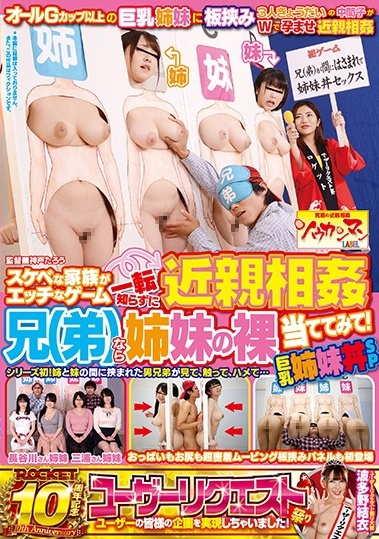 オールGカップ以上の巨乳姉妹に板挟み
3人きょうだいの中間子が
Wで孕ませ近親相姦
姉
姉
妹
罰ゲーム
兄(弟)が間にはさまれて
姉妹丼セックス
兄弟
ロケット
LABEL
スケベな家族が
エッチなゲーム
一転
知らずに
近親相姦
兄(弟)なら姉妹の裸
当ててみて!
巨乳姉妹丼SP
シリーズ初!姉と妹の間に挟まれた男兄弟が見て、触って、ハメて…
長谷川さん姉妹
三浦さん姉妹
おっぱいもお尻も超密着ムービング板挟みパネルも初登場
ROCKET
10周年記念
10th Anniversary
ユーザーリクエスト
祭り
ユーザーの皆様の企画を実現しちゃいました!
波多野結衣